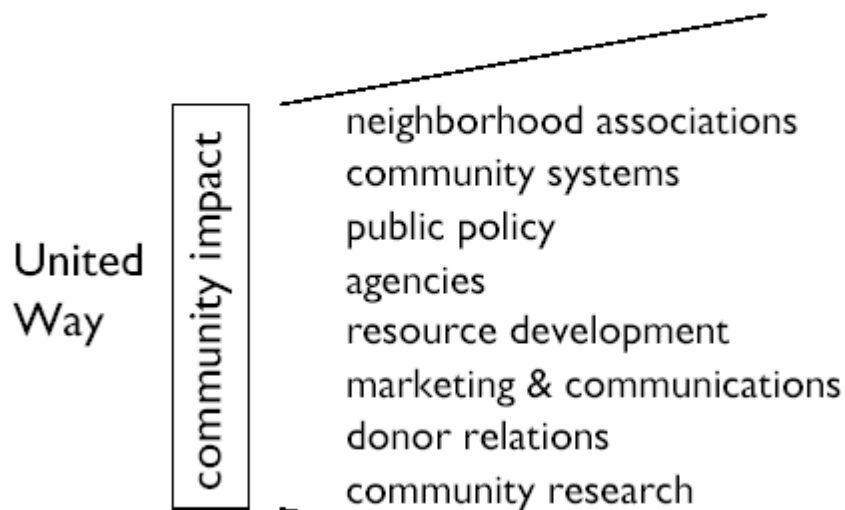 United
Way
community impact
neighborhood associations
community systems
public policy
agencies
resource development
marketing & communications
donor relations
community research